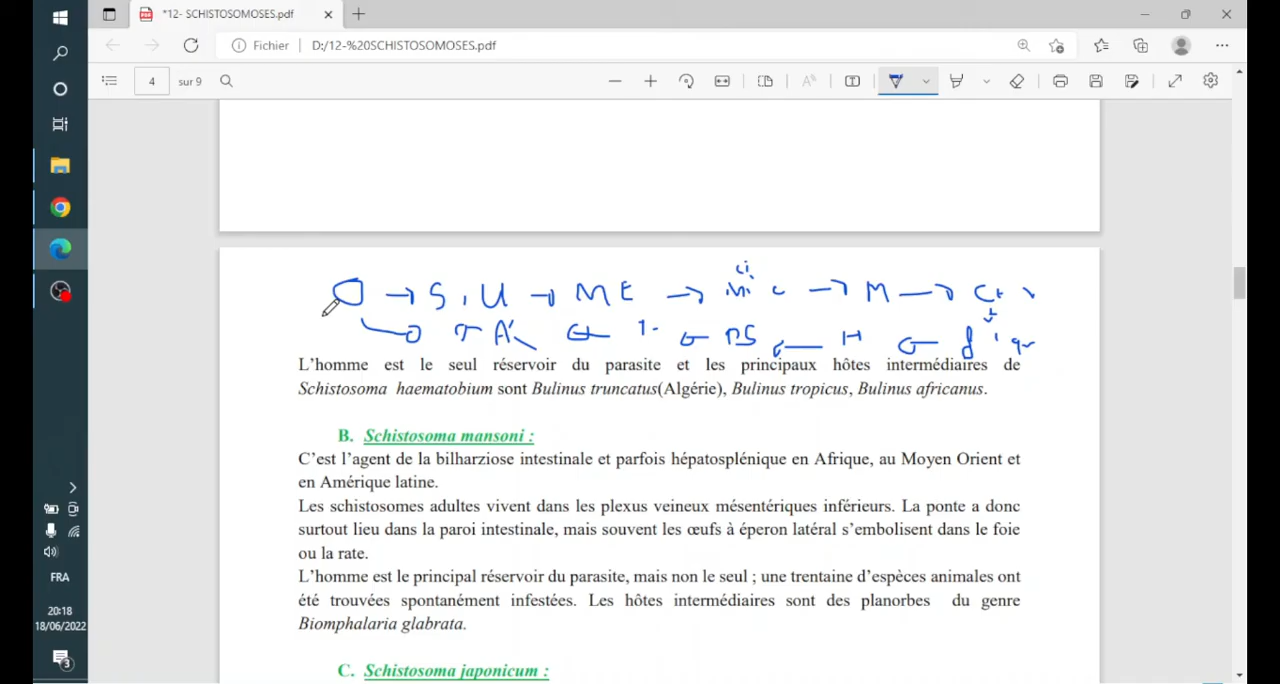 *12- SCHISTOSOMOSES.pdf
Fichier D:/12-%20SCHISTOSOMOSES.pdf
4 sur 9
→ S, U → M E → → M →
L'homme est le seul réservoir du parasite et les principaux hôtes intermédiaires de
Schistosoma haematobium sont Bulinus truncatus(Algérie), Bulinus tropicus, Bulinus africanus.
B. Schistosoma mansoni :
C'est l'agent de la bilharziose intestinale et parfois hépatosplénique en Afrique, au Moyen Orient et
en Amérique latine.
Les schistosomes adultes vivent dans les plexus veineux mésentériques inférieurs. La ponte a donc
surtout lieu dans la paroi intestinale, mais souvent les œufs à éperon latéral s'embolisent dans le foie
ou la rate.
L'homme est le principal réservoir du parasite, mais non le seul ; une trentaine d'espèces animales ont
été trouvées spontanément infestées. Les hôtes intermédiaires sont des planorbes du genre
Biomphalaria glabrata.
C. Schistosoma japonicum :
FRA
20:18
18/06/2022
3